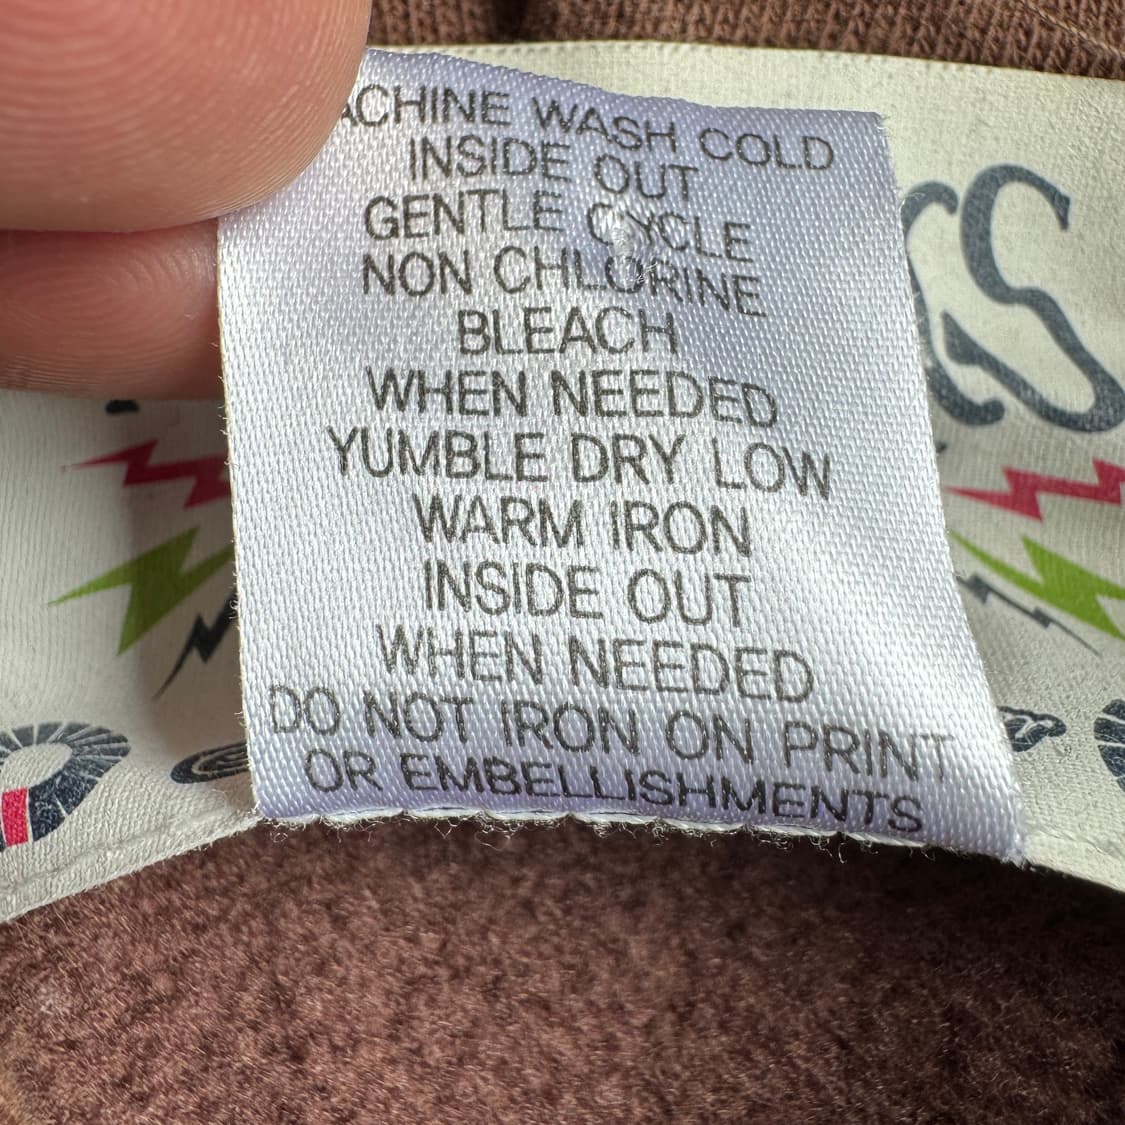 ACHINE WASH COLD
INSIDE OUT
GENTLE CYCLE
NON CHLORINE
BLEACH
WHEN NEEDED
YUMBLE DRY LOW
WARM IRON
INSIDE OUT
WHEN NEEDED
DO NOT IRON ON PRINT
OR EMBELLISHMENTS